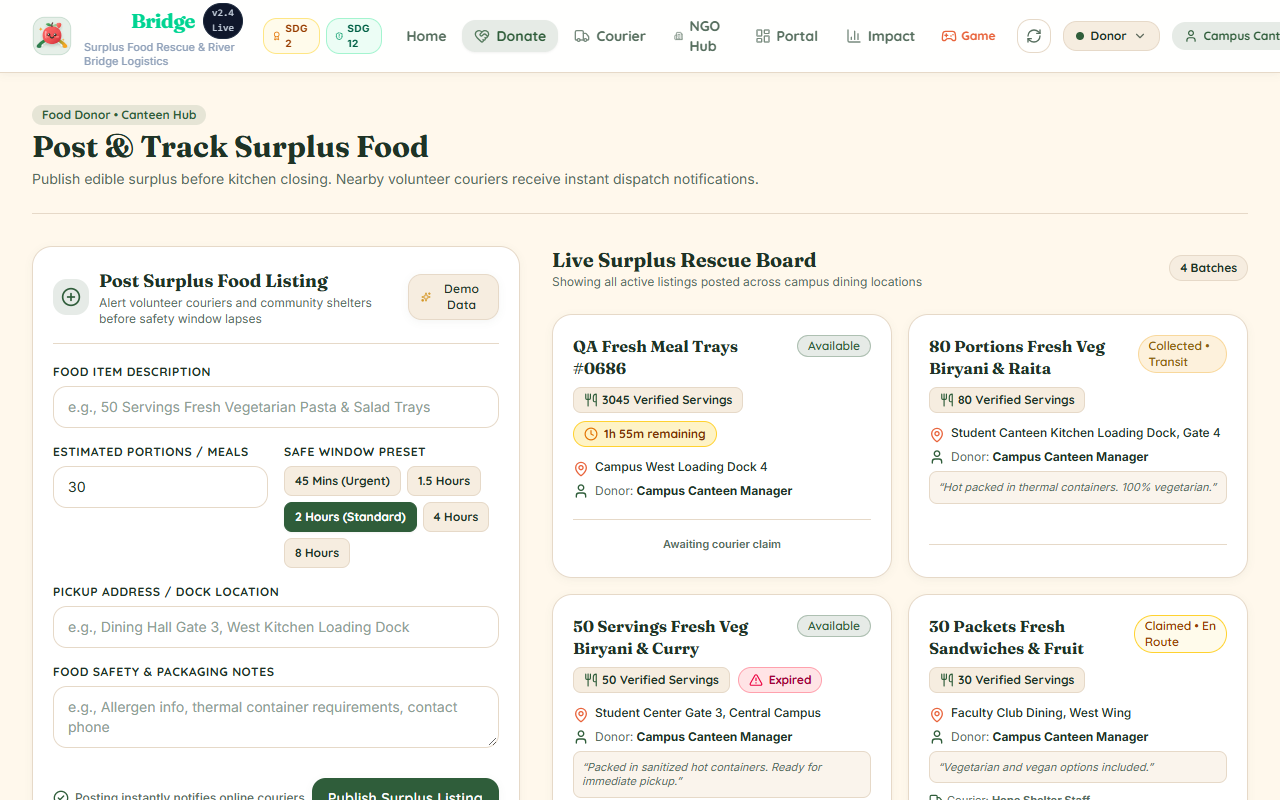 Bridge
v2.4
Live
Surplus Food Rescue & River
Bridge Logistics
SDG
2
SDG
12
Home
Donate
Courier
NGO
Hub
Portal
Impact
Game
Donor
Campus Cant
Food Donor • Canteen Hub
Post & Track Surplus Food
Publish edible surplus before kitchen closing. Nearby volunteer couriers receive instant dispatch notifications.
Post Surplus Food Listing
Alert volunteer couriers and community shelters
before safety window lapses
Demo
Data
FOOD ITEM DESCRIPTION
e.g., 50 Servings Fresh Vegetarian Pasta & Salad Trays
ESTIMATED PORTIONS / MEALS
30
SAFE WINDOW PRESET
45 Mins (Urgent)
1.5 Hours
2 Hours (Standard)
4 Hours
8 Hours
PICKUP ADDRESS / DOCK LOCATION
e.g., Dining Hall Gate 3, West Kitchen Loading Dock
FOOD SAFETY & PACKAGING NOTES
e.g., Allergen info, thermal container requirements, contact
phone
Posting instantly notifies online couriers
Publish Surplus Listing
Live Surplus Rescue Board
Showing all active listings posted across campus dining locations
4 Batches
QA Fresh Meal Trays
#0686
Available
3045 Verified Servings
1h 55m remaining
Campus West Loading Dock 4
Donor: Campus Canteen Manager
Awaiting courier claim
80 Portions Fresh Veg
Biryani & Raita
Collected •
Transit
80 Verified Servings
Student Canteen Kitchen Loading Dock, Gate 4
Donor: Campus Canteen Manager
"Hot packed in thermal containers. 100% vegetarian."
50 Servings Fresh Veg
Biryani & Curry
Available
50 Verified Servings
Expired
Student Center Gate 3, Central Campus
Donor: Campus Canteen Manager
"Packed in sanitized hot containers. Ready for
immediate pickup."
30 Packets Fresh
Sandwiches & Fruit
Claimed • En
Route
30 Verified Servings
Faculty Club Dining, West Wing
Donor: Campus Canteen Manager
"Vegetarian and vegan options included."
Courier: Hope Shelter Staff